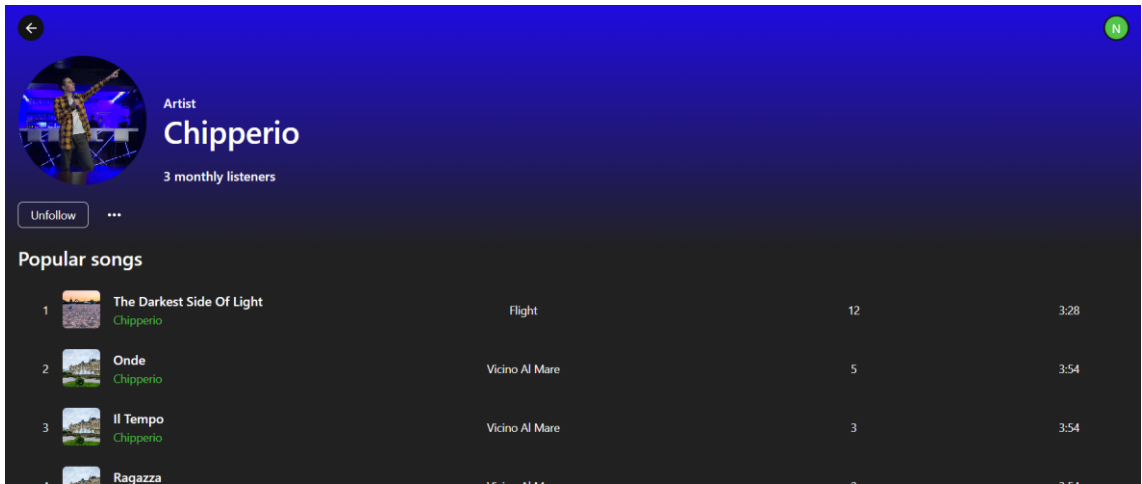 N
Artist
Chipperio
3 monthly listeners
Unfollow
Popular songs
1 The Darkest Side Of Light Flight 12 3:28
Chipperio
2 Onde Vicino Al Mare 5 3:54
Chipperio
3 Il Tempo Vicino Al Mare 3 3:54
Chipperio
Ragazza